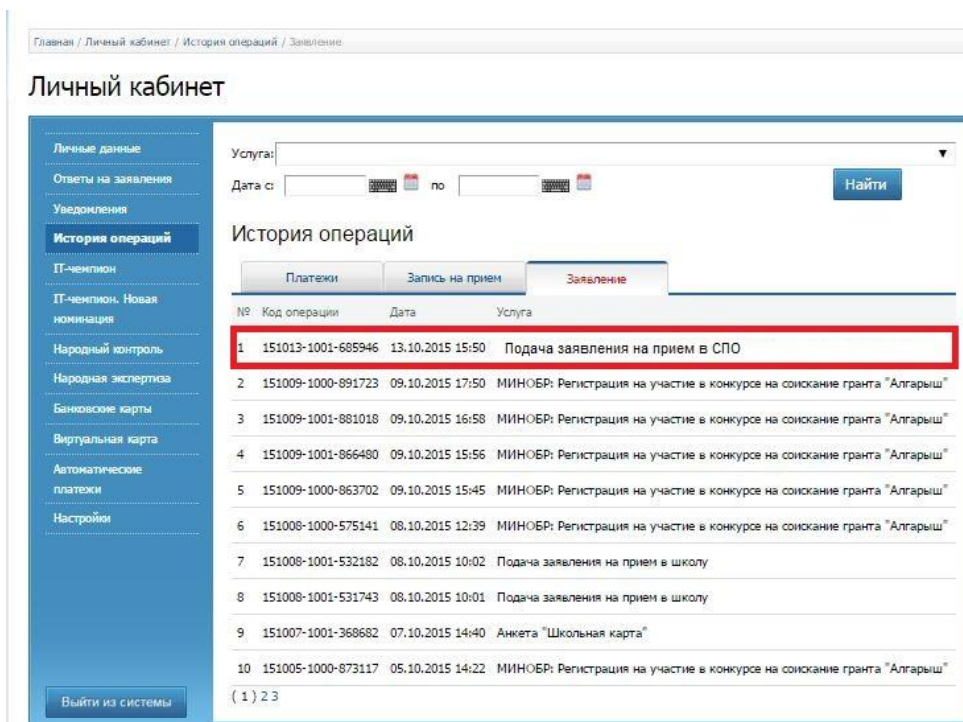 Главная / Личный кабинет / История операций / Заявление
Личный кабинет
Личные данные
Ответы на заявления
Уведомления
История операций
IT-чемпион
IT-чемпион. Новая
номинация
Народный контроль
Народная экспертиза
Банковские карты
Виртуальная карта
Автоматические
платежи
Настройки
Выйти из системы
Услуга:
Дата с: по Найти
История операций
Платежи Запись на прием Заявление
№ Код операции Дата Услуга
1 151013-1001-685946 13.10.2015 15:50 Подача заявления на прием в СПО
2 151009-1000-891723 09.10.2015 17:50 МИНОБР: Регистрация на участие в конкурсе на соискание гранта "Алгарыш"
3 151009-1001-881018 09.10.2015 16:58 МИНОБР: Регистрация на участие в конкурсе на соискание гранта "Алгарыш"
4 151009-1001-866480 09.10.2015 15:56 МИНОБР: Регистрация на участие в конкурсе на соискание гранта "Алгарыш"
5 151009-1000-863702 09.10.2015 15:45 МИНОБР: Регистрация на участие в конкурсе на соискание гранта "Алгарыш"
6 151008-1000-575141 08.10.2015 12:39 МИНОБР: Регистрация на участие в конкурсе на соискание гранта "Алгарыш"
7 151008-1001-532182 08.10.2015 10:02 Подача заявления на прием в школу
8 151008-1001-531743 08.10.2015 10:01 Подача заявления на прием в школу
9 151007-1001-368682 07.10.2015 14:40 Анкета "Школьная карта"
10 151005-1000-873117 05.10.2015 14:22 МИНОБР: Регистрация на участие в конкурсе на соискание гранта "Алгарыш"
( 1 ) 2 3